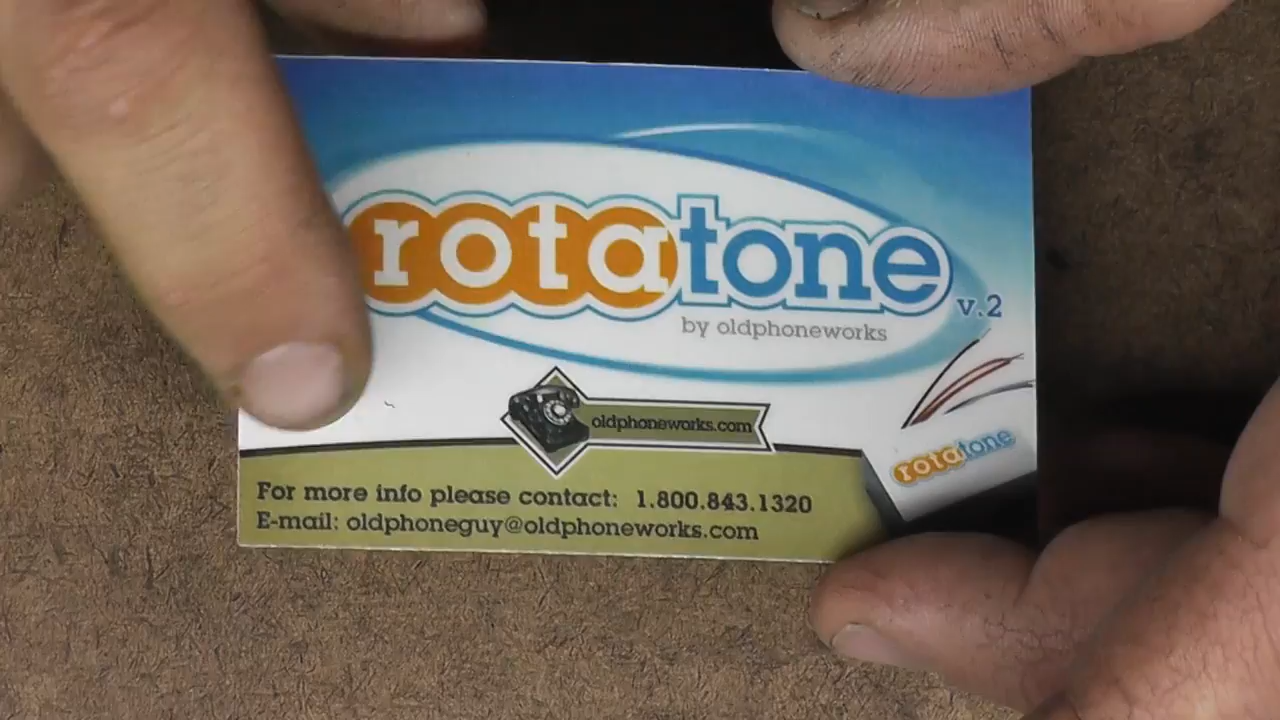 rotatone
v.2
by oldphoneworks
oldphoneworks.com
rotatone
For more info please contact: 1.800.843.1320
E-mail: oldphoneguy@oldphoneworks.com